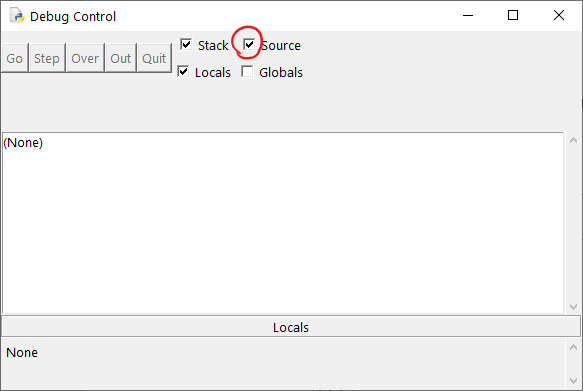 Debug Control
Go Step Over Out Quit
Stack Source
Locals Globals
(None)
Locals
None